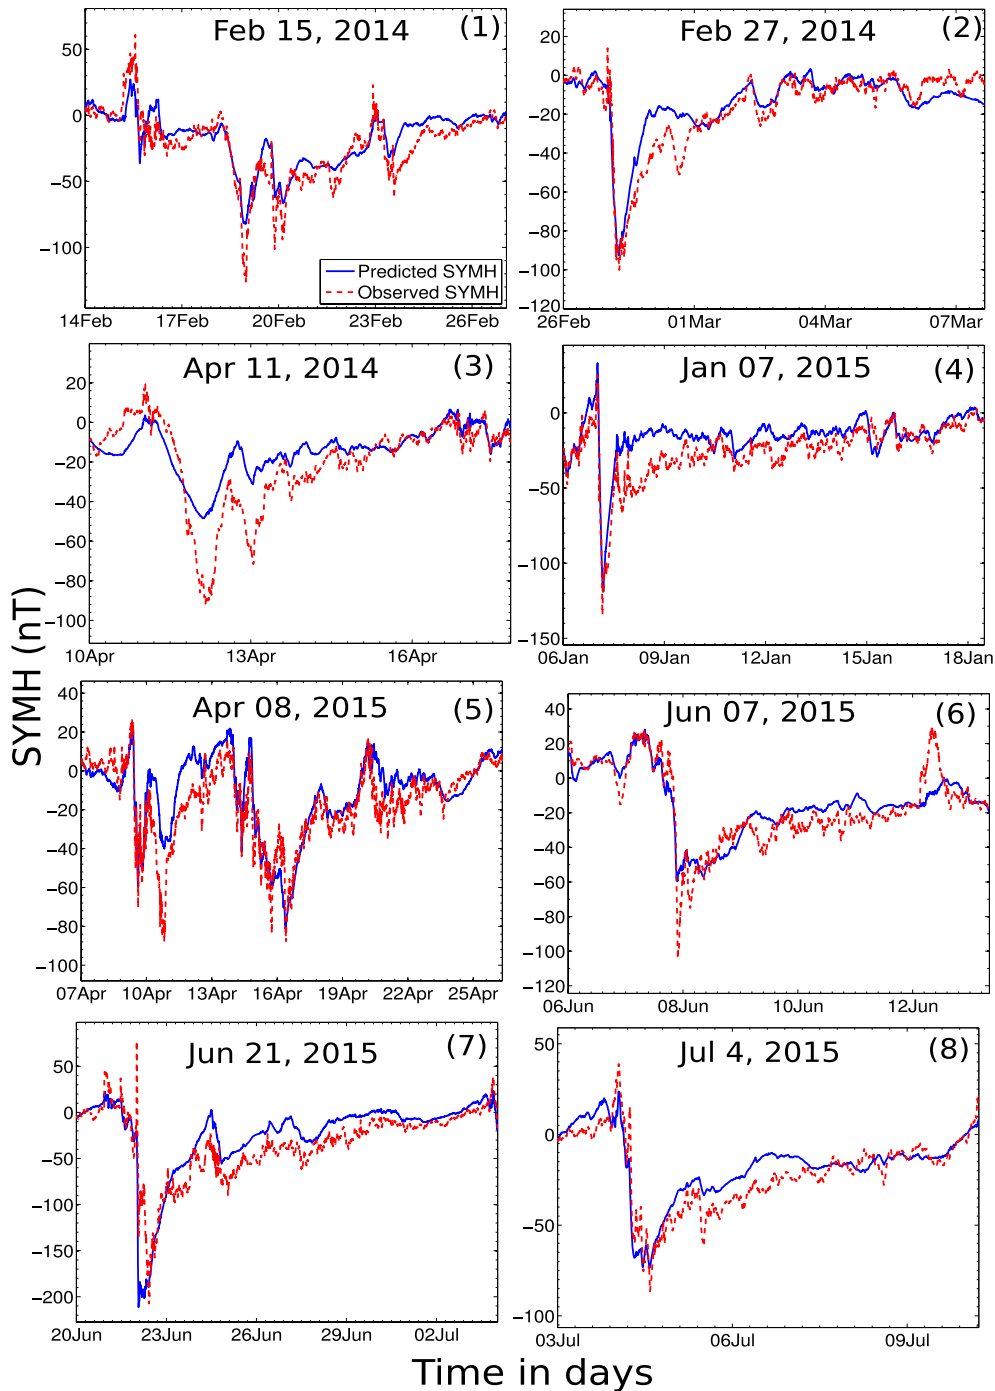 Feb 15, 2014 (1)
50
0
−50
−100
Predicted SYMH
Observed SYMH
14Feb 17Feb 20Feb 23Feb 26Feb
Feb 27, 2014 (2)
20
0
−20
−40
−60
−80
−100
−120
26Feb 01Mar 04Mar 07Mar
Apr 11, 2014 (3)
20
0
−20
−40
−60
−80
−100
10Apr 13Apr 16Apr
Jan 07, 2015 (4)
0
−50
−100
−150
06Jan 09Jan 12Jan 15Jan 18Jan
SYMH (nT)
Apr 08, 2015 (5)
40
20
0
−20
−40
−60
−80
−100
07Apr 10Apr 13Apr 16Apr 19Apr 22Apr 25Apr
Jun 07, 2015 (6)
40
20
0
−20
−40
−60
−80
−100
−120
06Jun 08Jun 10Jun 12Jun
Jun 21, 2015 (7)
50
0
−50
−100
−150
−200
20Jun 23Jun 26Jun 29Jun 02Jul
Jul 4, 2015 (8)
50
0
−50
−100
03Jul 06Jul 09Jul
Time in days